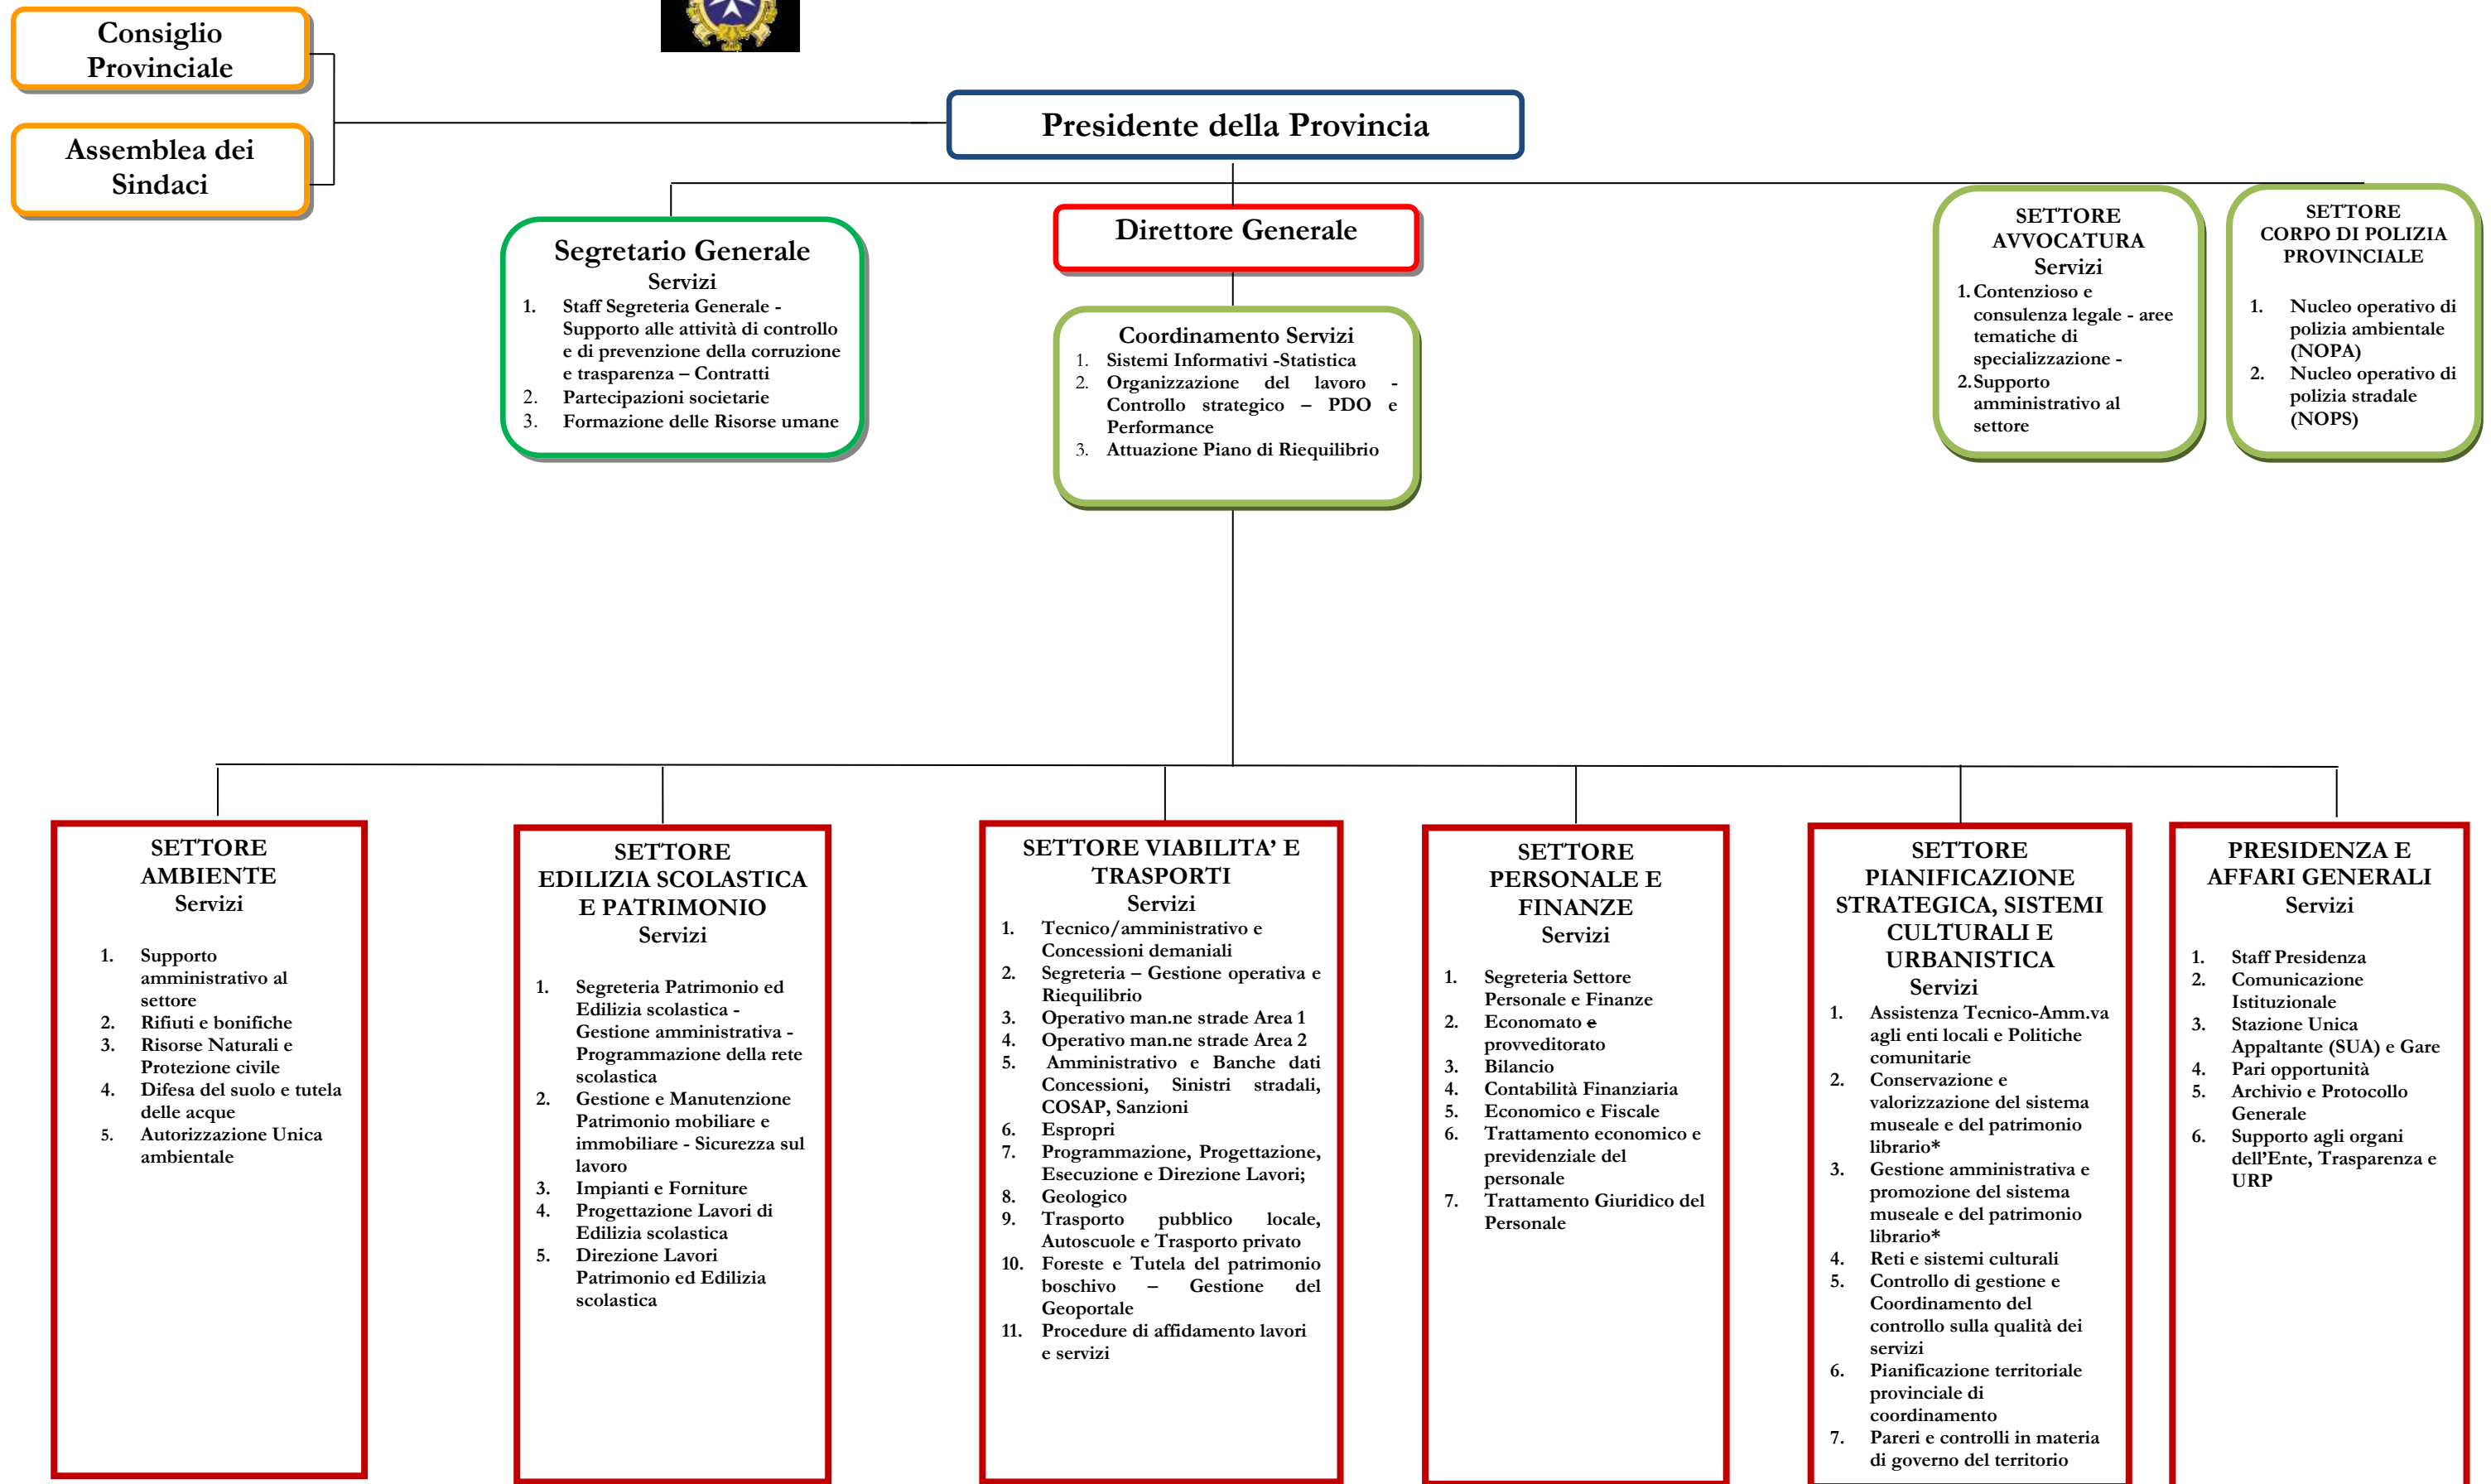 Consiglio
Provinciale
Assemblea dei
Sindaci
Presidente della Provincia
Segretario Generale
Servizi
1. Staff Segreteria Generale -
Supporto alle attività di controllo
e di prevenzione della corruzione
e trasparenza – Contratti
2. Partecipazioni societarie
3. Formazione delle Risorse umane
Direttore Generale
Coordinamento Servizi
1. Sistemi Informativi -Statistica
2. Organizzazione del lavoro -
Controllo strategico – PDO e
Performance
3. Attuazione Piano di Riequilibrio
SETTORE
AVVOCATURA
Servizi
1. Contenzioso e
consulenza legale - aree
tematiche di
specializzazione -
2. Supporto
amministrativo al
settore
SETTORE
CORPO DI POLIZIA
PROVINCIALE
1. Nucleo operativo di
polizia ambientale
(NOPA)
2. Nucleo operativo di
polizia stradale
(NOPS)
SETTORE
AMBIENTE
Servizi
1. Supporto
amministrativo al
settore
2. Rifiuti e bonifiche
3. Risorse Naturali e
Protezione civile
4. Difesa del suolo e tutela
delle acque
5. Autorizzazione Unica
ambientale
SETTORE
EDILIZIA SCOLASTICA
E PATRIMONIO
Servizi
1. Segreteria Patrimonio ed
Edilizia scolastica -
Gestione amministrativa -
Programmazione della rete
scolastica
2. Gestione e Manutenzione
Patrimonio mobiliare e
immobiliare - Sicurezza sul
lavoro
3. Impianti e Forniture
4. Progettazione Lavori di
Edilizia scolastica
5. Direzione Lavori
Patrimonio ed Edilizia
scolastica
SETTORE VIABILITA’ E
TRASPORTI
Servizi
1. Tecnico/amministrativo e
Concessioni demaniali
2. Segreteria – Gestione operativa e
Riequilibrio
3. Operativo man.ne strade Area 1
4. Operativo man.ne strade Area 2
5. Amministrativo e Banche dati
Concessioni, Sinistri stradali,
COSAP, Sanzioni
6. Espropri
7. Programmazione, Progettazione,
Esecuzione e Direzione Lavori;
8. Geologico
9. Trasporto pubblico locale,
Autoscuole e Trasporto privato
10. Foreste e Tutela del patrimonio
boschivo – Gestione del
Geoportale
11. Procedure di affidamento lavori
e servizi
SETTORE
PERSONALE E
FINANZE
Servizi
1. Segreteria Settore
Personale e Finanze
2. Economato e
provveditorato
3. Bilancio
4. Contabilità Finanziaria
5. Economico e Fiscale
6. Trattamento economico e
previdenziale del
personale
7. Trattamento Giuridico del
Personale
SETTORE
PIANIFICAZIONE
STRATEGICA, SISTEMI
CULTURALI E
URBANISTICA
Servizi
1. Assistenza Tecnico-Amm.va
agli enti locali e Politiche
comunitarie
2. Conservazione e
valorizzazione del sistema
museale e del patrimonio
librario*
3. Gestione amministrativa e
promozione del sistema
museale e del patrimonio
librario*
4. Reti e sistemi culturali
5. Controllo di gestione e
Coordinamento del
controllo sulla qualità dei
servizi
6. Pianificazione territoriale
provinciale di
coordinamento
7. Pareri e controlli in materia
di governo del territorio
PRESIDENZA E
AFFARI GENERALI
Servizi
1. Staff Presidenza
2. Comunicazione
Istituzionale
3. Stazione Unica
Appaltante (SUA) e Gare
4. Pari opportunità
5. Archivio e Protocollo
Generale
6. Supporto agli organi
dell’Ente, Trasparenza e
URP